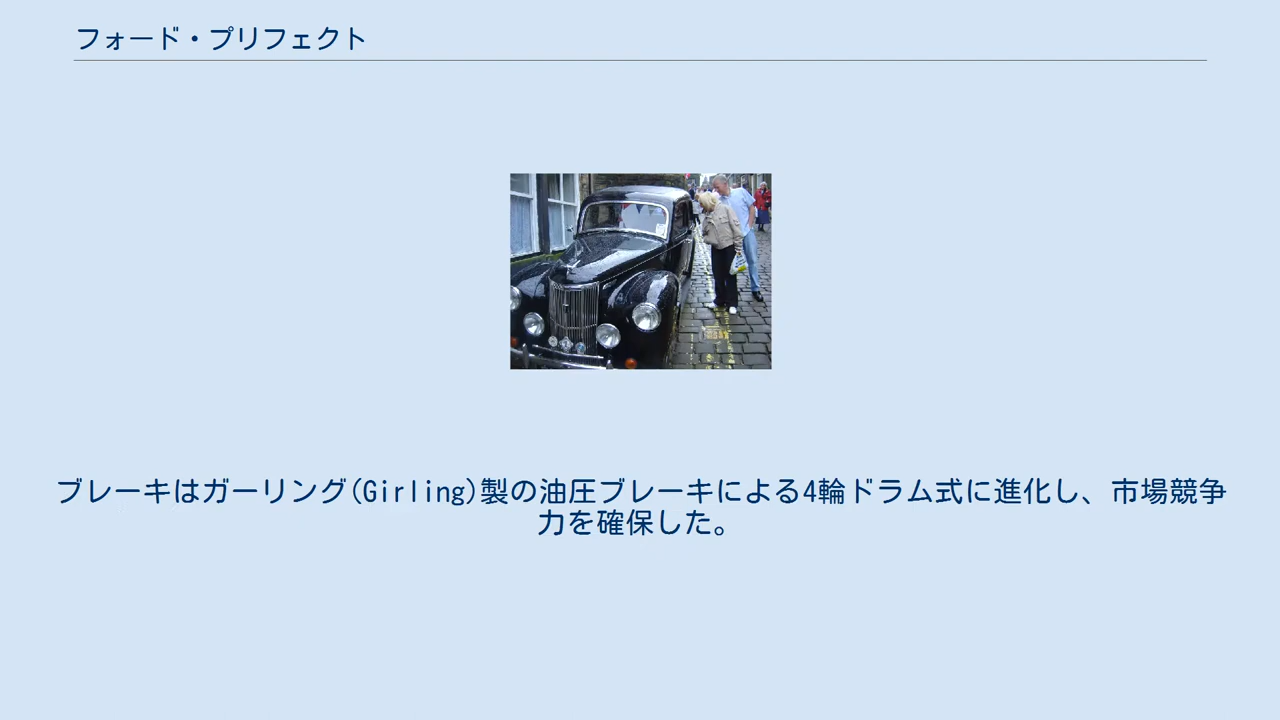 フォード・プリフェクト
ブレーキはガーリング(Girling)製の油圧ブレーキによる4輪ドラム式に進化し、市場競争
力を確保した。